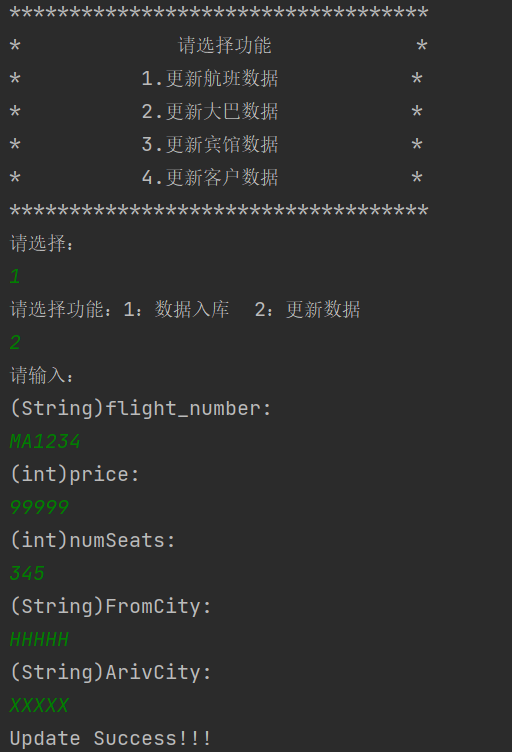 ***********************************
* 请选择功能 *
* 1.更新航班数据 *
* 2.更新大巴数据 *
* 3.更新宾馆数据 *
* 4.更新客户数据 *
***********************************
请选择：
1
请选择功能：1：数据入库 2：更新数据
2
请输入：
(String)flight_number:
MA1234
(int)price:
99999
(int)numSeats:
345
(String)FromCity:
HHHHH
(String)ArivCity:
XXXXX
Update Success!!!